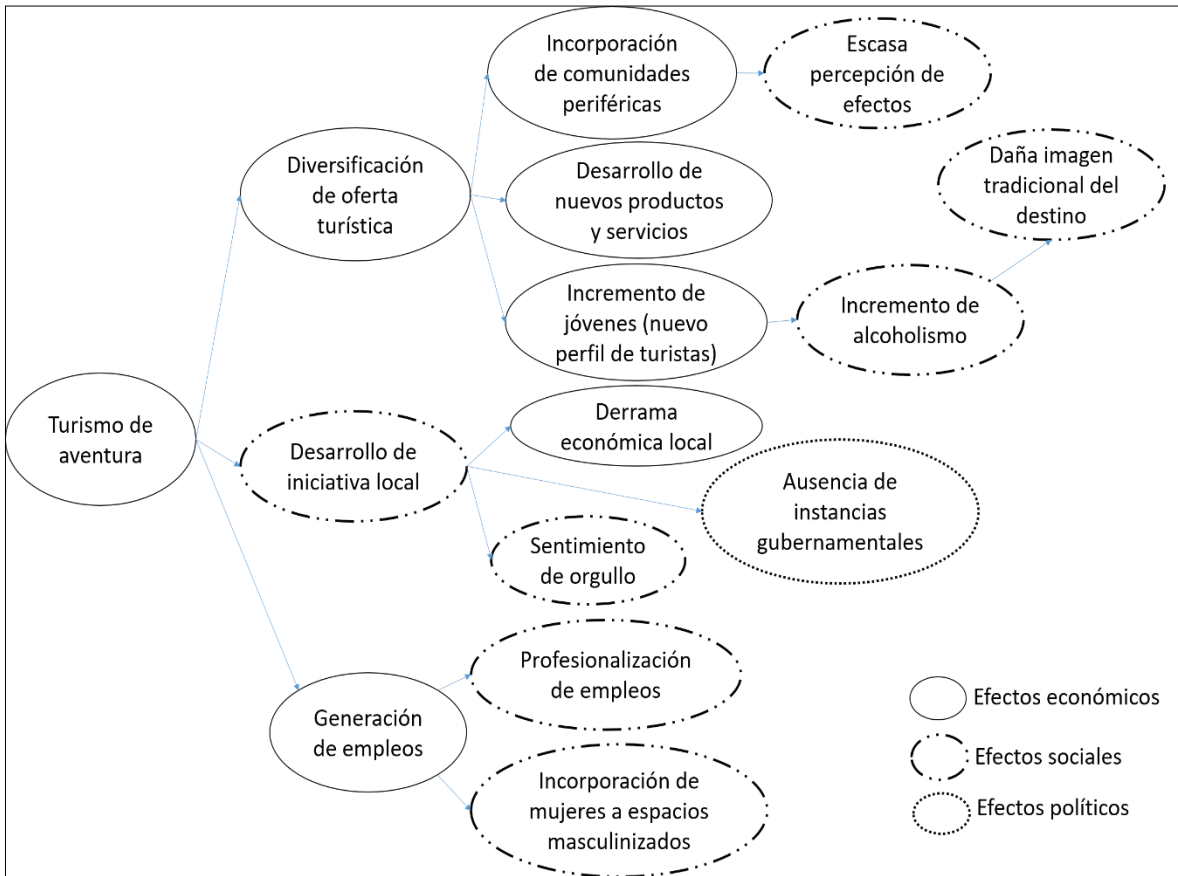 Incorporación
de comunidades
periféricas
Escasa
percepción de
efectos
Diversificación
de oferta
turística
Desarrollo de
nuevos productos
y servicios
Daña imagen
tradicional del
destino
Incremento de
jóvenes (nuevo
perfil de turistas)
Incremento de
alcoholismo
Turismo de
aventura
Desarrollo de
iniciativa local
Derrama
económica local
Ausencia de
instancias
gubernamentales
Sentimiento
de orgullo
Generación
de empleos
Profesionalización
de empleos
Incorporación de
mujeres a espacios
masculinizados
Efectos económicos
Efectos sociales
Efectos políticos